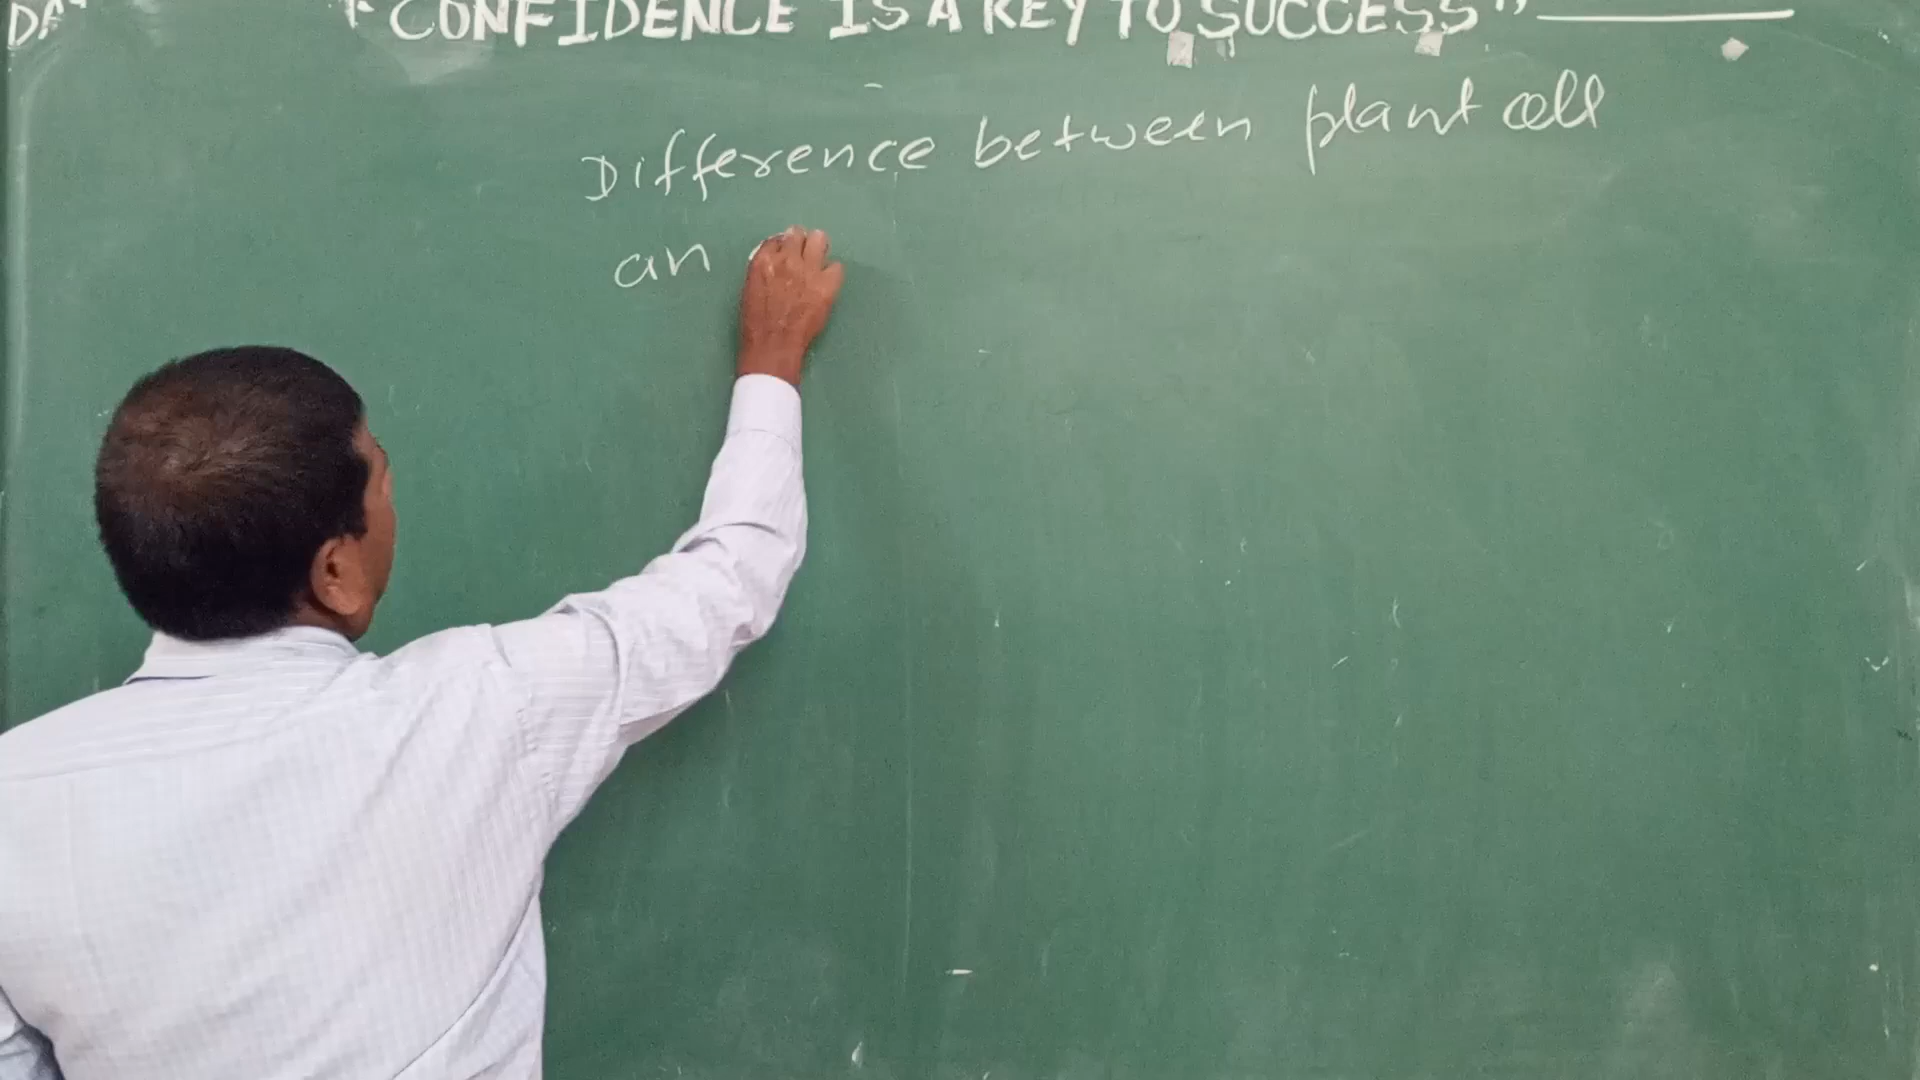 "CONFIDENCE IS A KEY TO SUCCESS"
Difference between plant cell
an